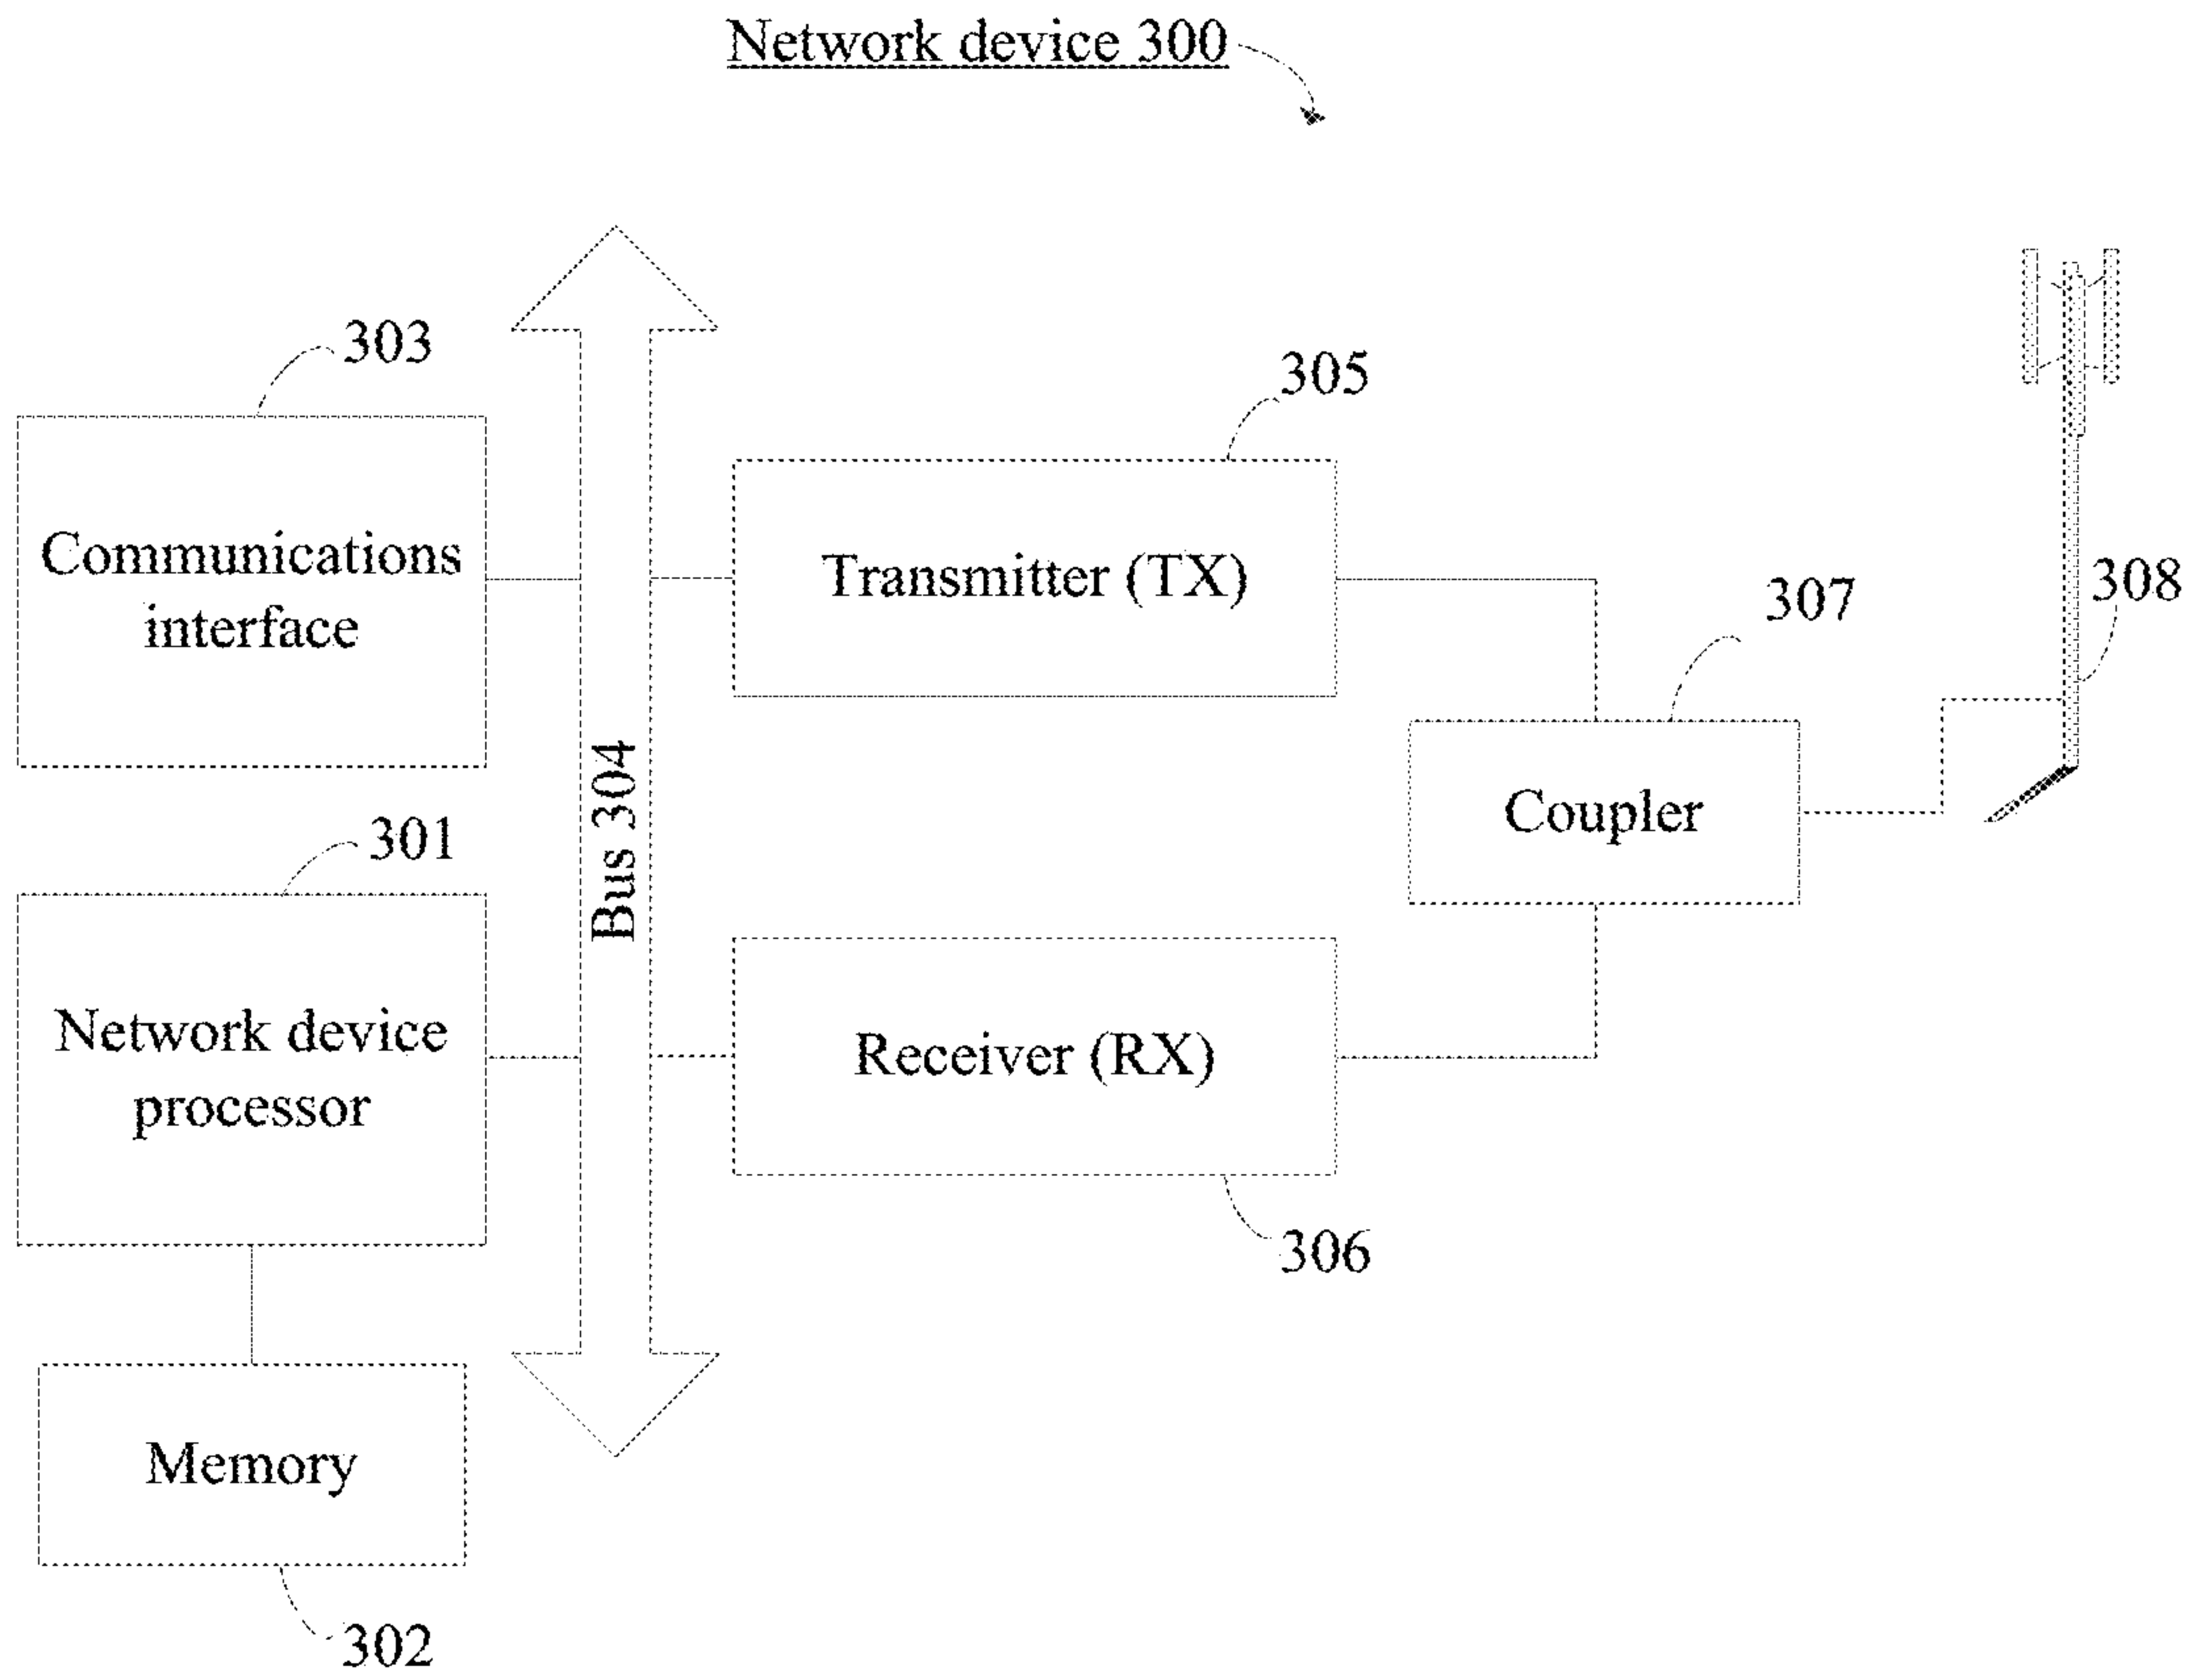 Network device 300
303
305
Communications
interface
Transmitter (TX)
307
308
Bus 304
Coupler
301
Network device
processor
Receiver (RX)
306
Memory
302